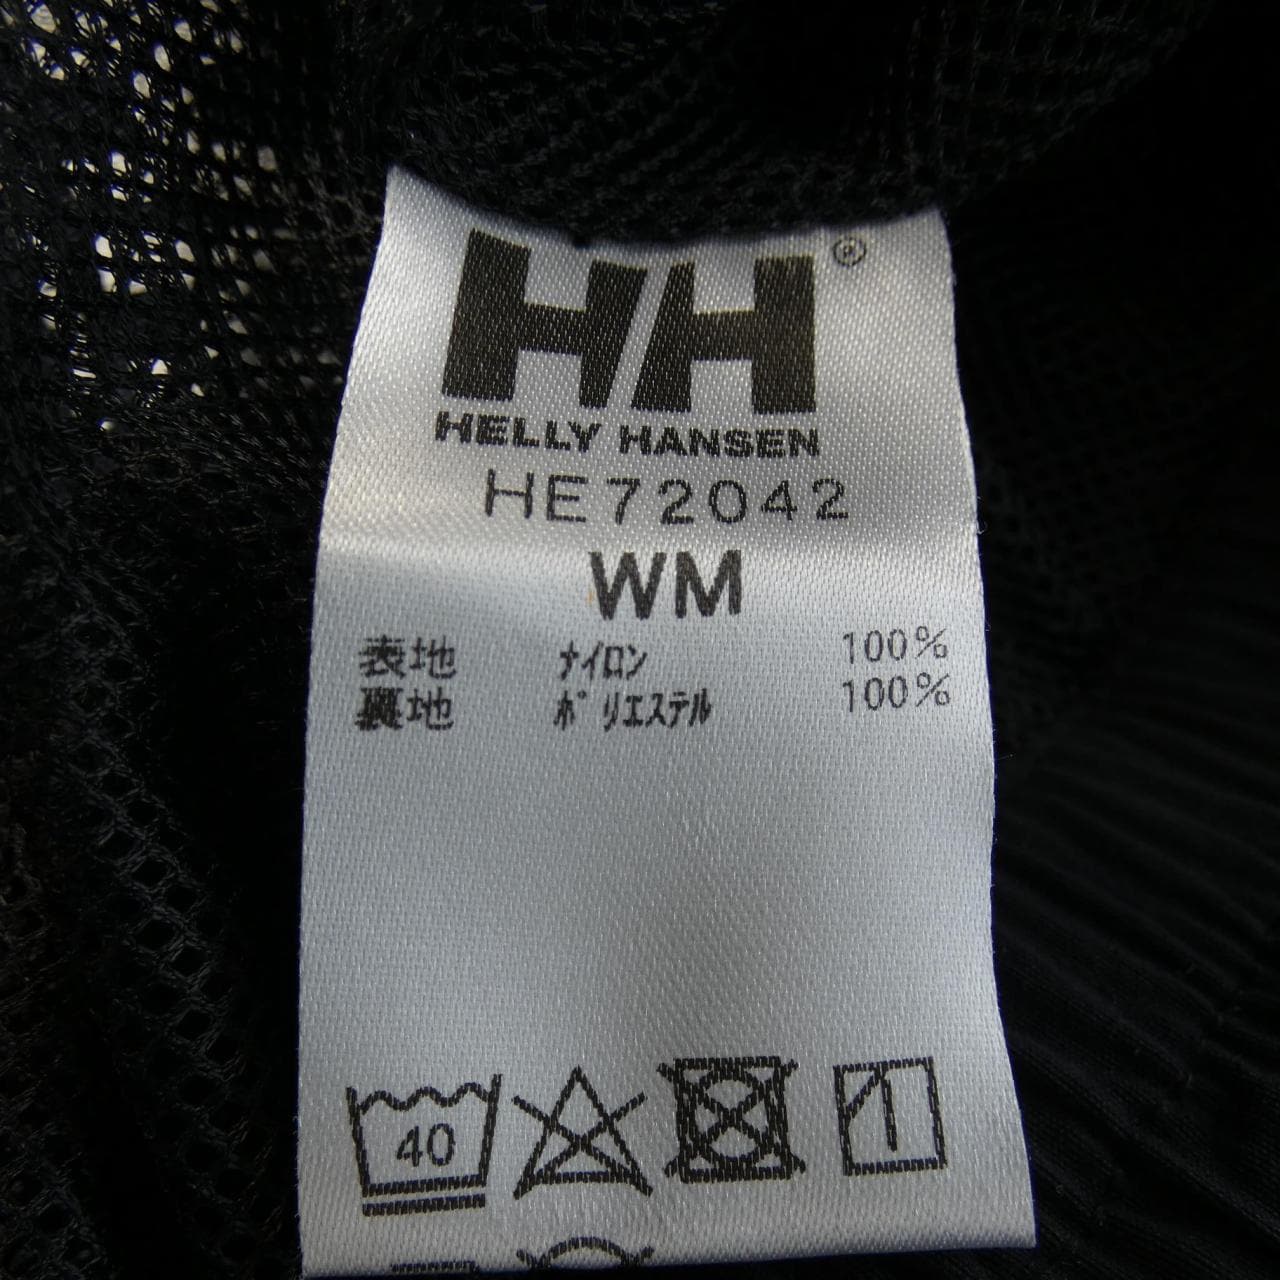 HH®
HELLY HANSEN
HE72042
WM
表地 ナイロン 100%
裏地 ポリエステル 100%
40